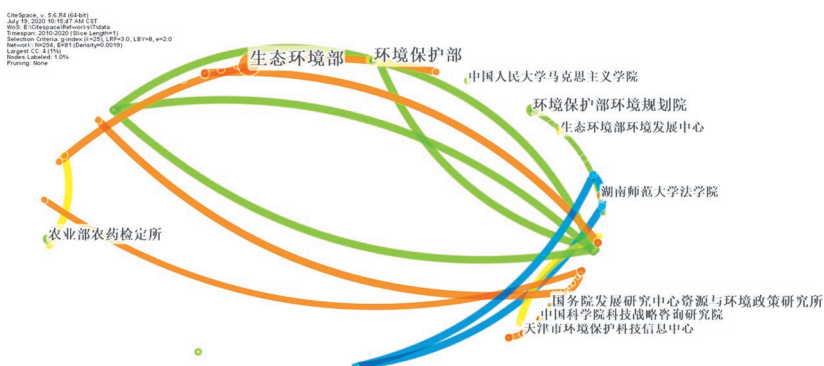 CiteSpace, v. 5.6.R4 (64-bit)
July 19, 2020 10:15:47 AM CST
WoS: E:\Citespace\Refworks\7\data
Timespan: 2010-2020 (Slice Length=1)
Selection Criteria: g-index (k=25), LRF=3.0, LBY=8, e=2.0
Network: N=294, E=81 (Density=0.0019)
Largest CC: 4 (1%)
Nodes Labeled: 1.0%
Pruning: None
生态环境部
环境保护部
中国人民大学马克思主义学院
环境保护部环境规划院
生态环境部环境发展中心
湖南师范大学法学院
农业部农药检定所
国务院发展研究中心资源与环境政策研究所
中国科学院科技战略咨询研究院
天津市环境保护科技信息中心